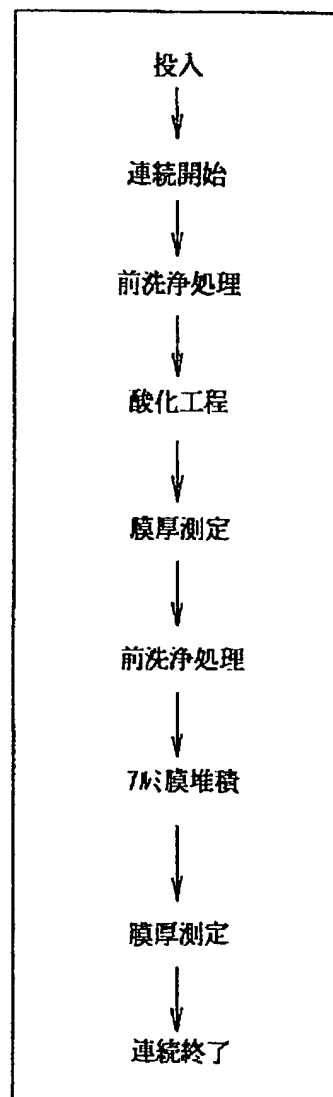 投入
連続開始
前洗浄処理
酸化工程
膜厚測定
前洗浄処理
ｱﾙﾐ膜堆積
膜厚測定
連続終了